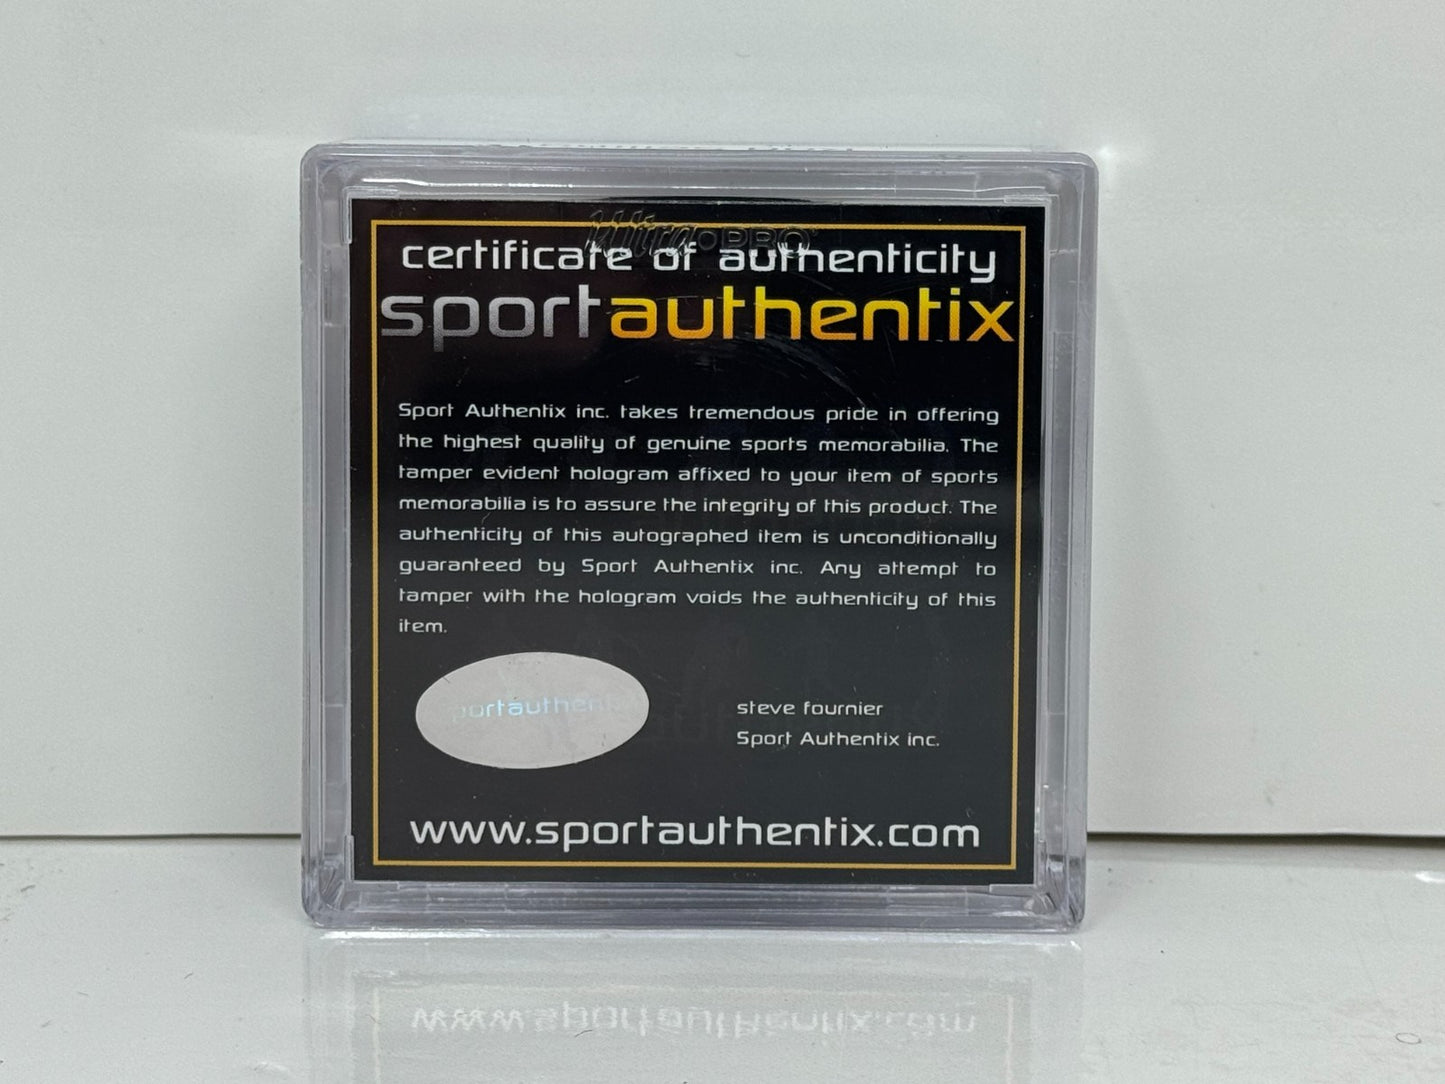 Ultra•PRO
certificate of authenticity
sportauthentix
Sport Authentix inc. takes tremendous pride in offering
the highest quality of genuine sports memorabilia. The
tamper evident hologram affixed to your item of sports
memorabilia is to assure the integrity of this product. The
authenticity of this autographed item is unconditionally
guaranteed by Sport Authentix inc. Any attempt to
tamper with the hologram voids the authenticity of this
item.
sportauthentix
steve fournier
Sport Authentix inc.
www.sportauthentix.com